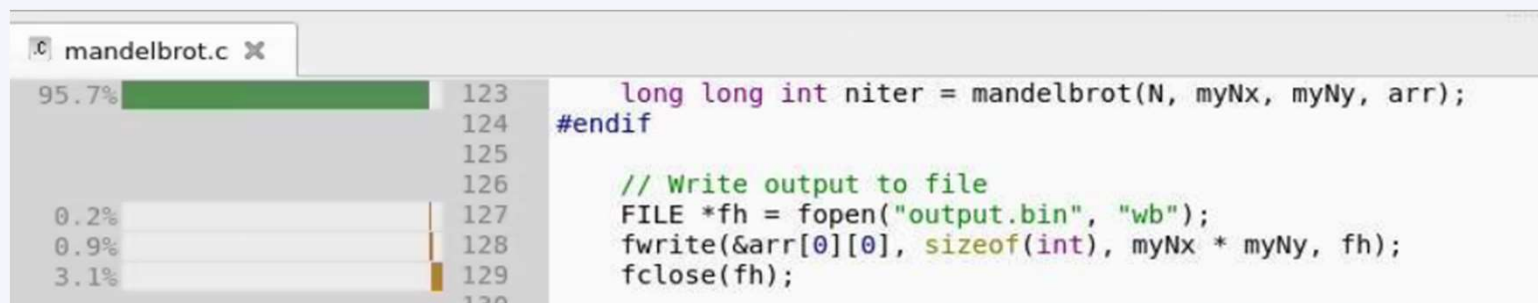 .C mandelbrot.c
95.7% 123 long long int niter = mandelbrot(N, myNx, myNy, arr);
124 #endif
125
126 // Write output to file
0.2% 127 FILE *fh = fopen("output.bin", "wb");
0.9% 128 fwrite(&arr[0][0], sizeof(int), myNx * myNy, fh);
3.1% 129 fclose(fh);